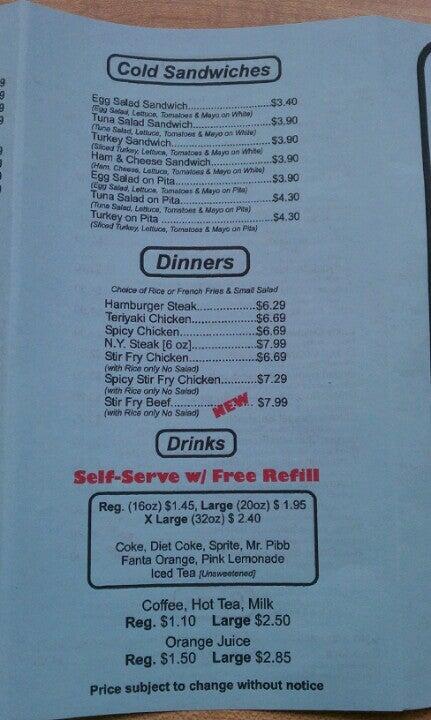 Cold Sandwiches
Egg Salad Sandwich.....................$3.40
(Egg Salad, Lettuce, Tomatoes & Mayo on White)
Tuna Salad Sandwich....................$3.90
(Tuna Salad, Lettuce, Tomatoes & Mayo on White)
Turkey Sandwich.........................$3.90
(Sliced Turkey, Lettuce, Tomatoes & Mayo on White)
Ham & Cheese Sandwich...............$3.90
(Ham, Cheese, Lettuce, Tomatoes & Mayo on White)
Egg Salad on Pita........................$3.90
(Egg Salad, Lettuce, Tomatoes & Mayo on Pita)
Tuna Salad on Pita.......................$4.30
(Tuna Salad, Lettuce, Tomatoes & Mayo on Pita)
Turkey on Pita ............................$4.30
(Sliced Turkey, Lettuce, Tomatoes & Mayo on Pita)
Dinners
Choice of Rice or French Fries & Small Salad
Hamburger Steak................$6.29
Teriyaki Chicken..................$6.69
Spicy Chicken.....................$6.69
N.Y. Steak [6 oz]..................$7.99
Stir Fry Chicken...................$6.69
(with Rice only No Salad)
Spicy Stir Fry Chicken..........$7.29
Stir Fry Beef....................... $7.99
(with Rice only No Salad) NEW
Drinks
Self-Serve w/ Free Refill
Reg. (16oz) $1.45, Large (20oz) $ 1.95
X Large (32oz) $ 2.40
Coke, Diet Coke, Sprite, Mr. Pibb
Fanta Orange, Pink Lemonade
Iced Tea [Unsweetened]
Coffee, Hot Tea, Milk
Reg. $1.10 Large $2.50
Orange Juice
Reg. $1.50 Large $2.85
Price subject to change without notice